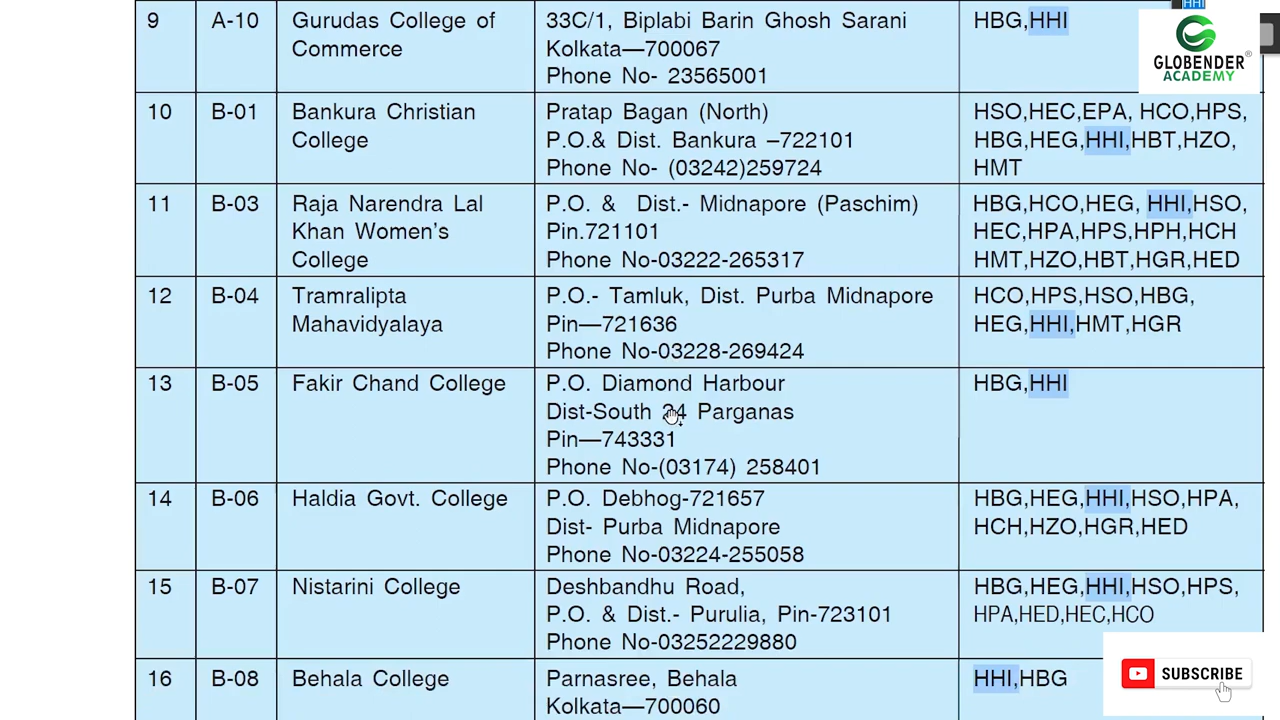 HHI
GLOBENDER®
ACADEMY
9 A-10 Gurudas College of 33C/1, Biplabi Barin Ghosh Sarani HBG,HHI
Commerce Kolkata—700067
Phone No- 23565001
10 B-01 Bankura Christian Pratap Bagan (North) HSO,HEC,EPA, HCO,HPS,
College P.O.& Dist. Bankura –722101 HBG,HEG,HHI,HBT,HZO,
Phone No- (03242)259724 HMT
11 B-03 Raja Narendra Lal P.O. & Dist.- Midnapore (Paschim) HBG,HCO,HEG, HHI,HSO,
Khan Women’s Pin.721101 HEC,HPA,HPS,HPH,HCH
College Phone No-03222-265317 HMT,HZO,HBT,HGR,HED
12 B-04 Tramralipta P.O.- Tamluk, Dist. Purba Midnapore HCO,HPS,HSO,HBG,
Mahavidyalaya Pin—721636 HEG,HHI,HMT,HGR
Phone No-03228-269424
13 B-05 Fakir Chand College P.O. Diamond Harbour HBG,HHI
Dist-South 24 Parganas
Pin—743331
Phone No-(03174) 258401
14 B-06 Haldia Govt. College P.O. Debhog-721657 HBG,HEG,HHI,HSO,HPA,
Dist- Purba Midnapore HCH,HZO,HGR,HED
Phone No-03224-255058
15 B-07 Nistarini College Deshbandhu Road, HBG,HEG,HHI,HSO,HPS,
P.O. & Dist.- Purulia, Pin-723101 HPA,HED,HEC,HCO
Phone No-03252229880
16 B-08 Behala College Parnasree, Behala HHI,HBG
Kolkata—700060
SUBSCRIBE